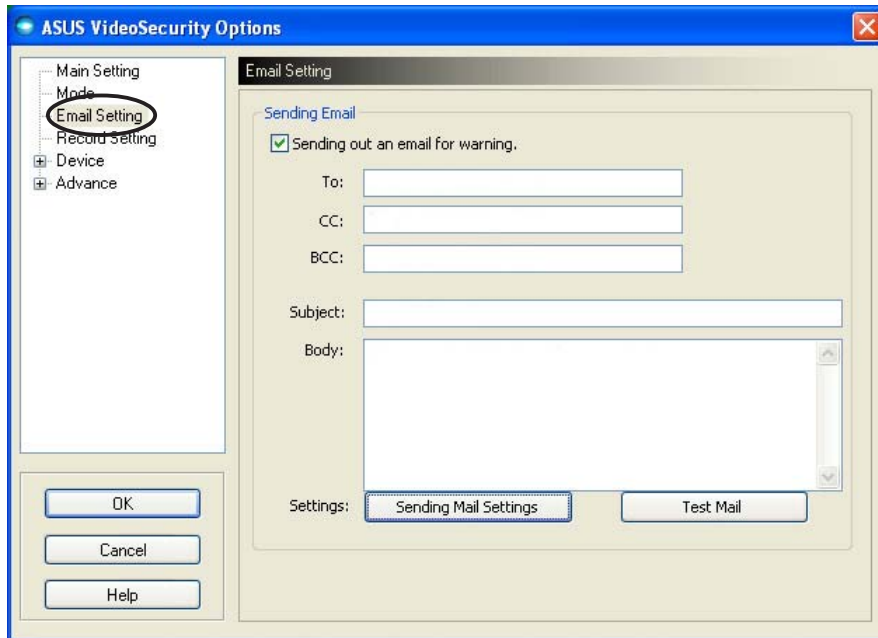 ASUS VideoSecurity Options
Main Setting
Mode
Email Setting
Record Setting
Device
Advance
OK
Cancel
Help
Email Setting
Sending Email
Sending out an email for warning.
To:
CC:
BCC:
Subject:
Body:
Settings: Sending Mail Settings Test Mail